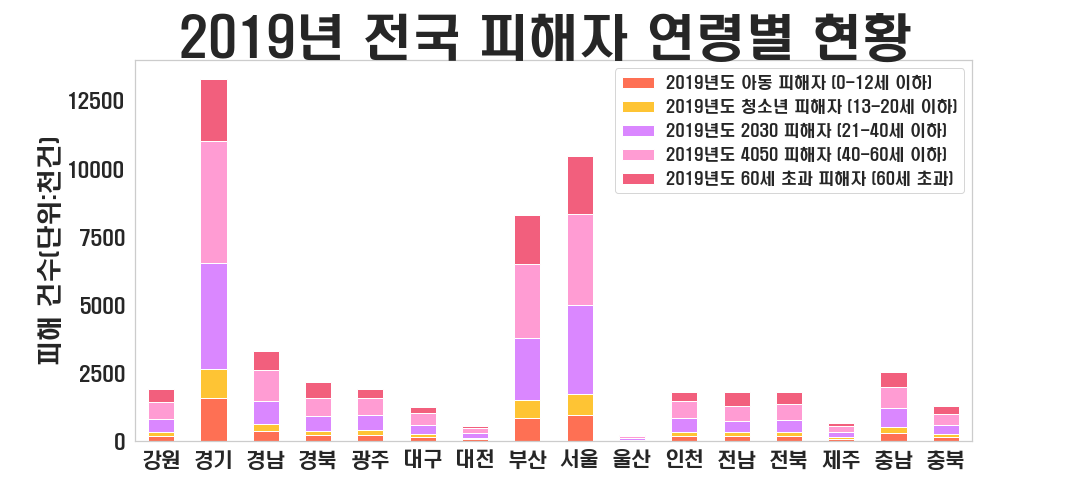 2019년 전국 피해자 연령별 현황
2019년도 아동 피해자 (0-12세 이하)
2019년도 청소년 피해자 (13-20세 이하)
2019년도 2030 피해자 (21-40세 이하)
2019년도 4050 피해자 (40-60세 이하)
2019년도 60세 초과 피해자 (60세 초과)
피해 건수(단위:천건)
12500
10000
7500
5000
2500
0
강원 경기 경남 경북 광주 대구 대전 부산 서울 울산 인천 전남 전북 제주 충남 충북